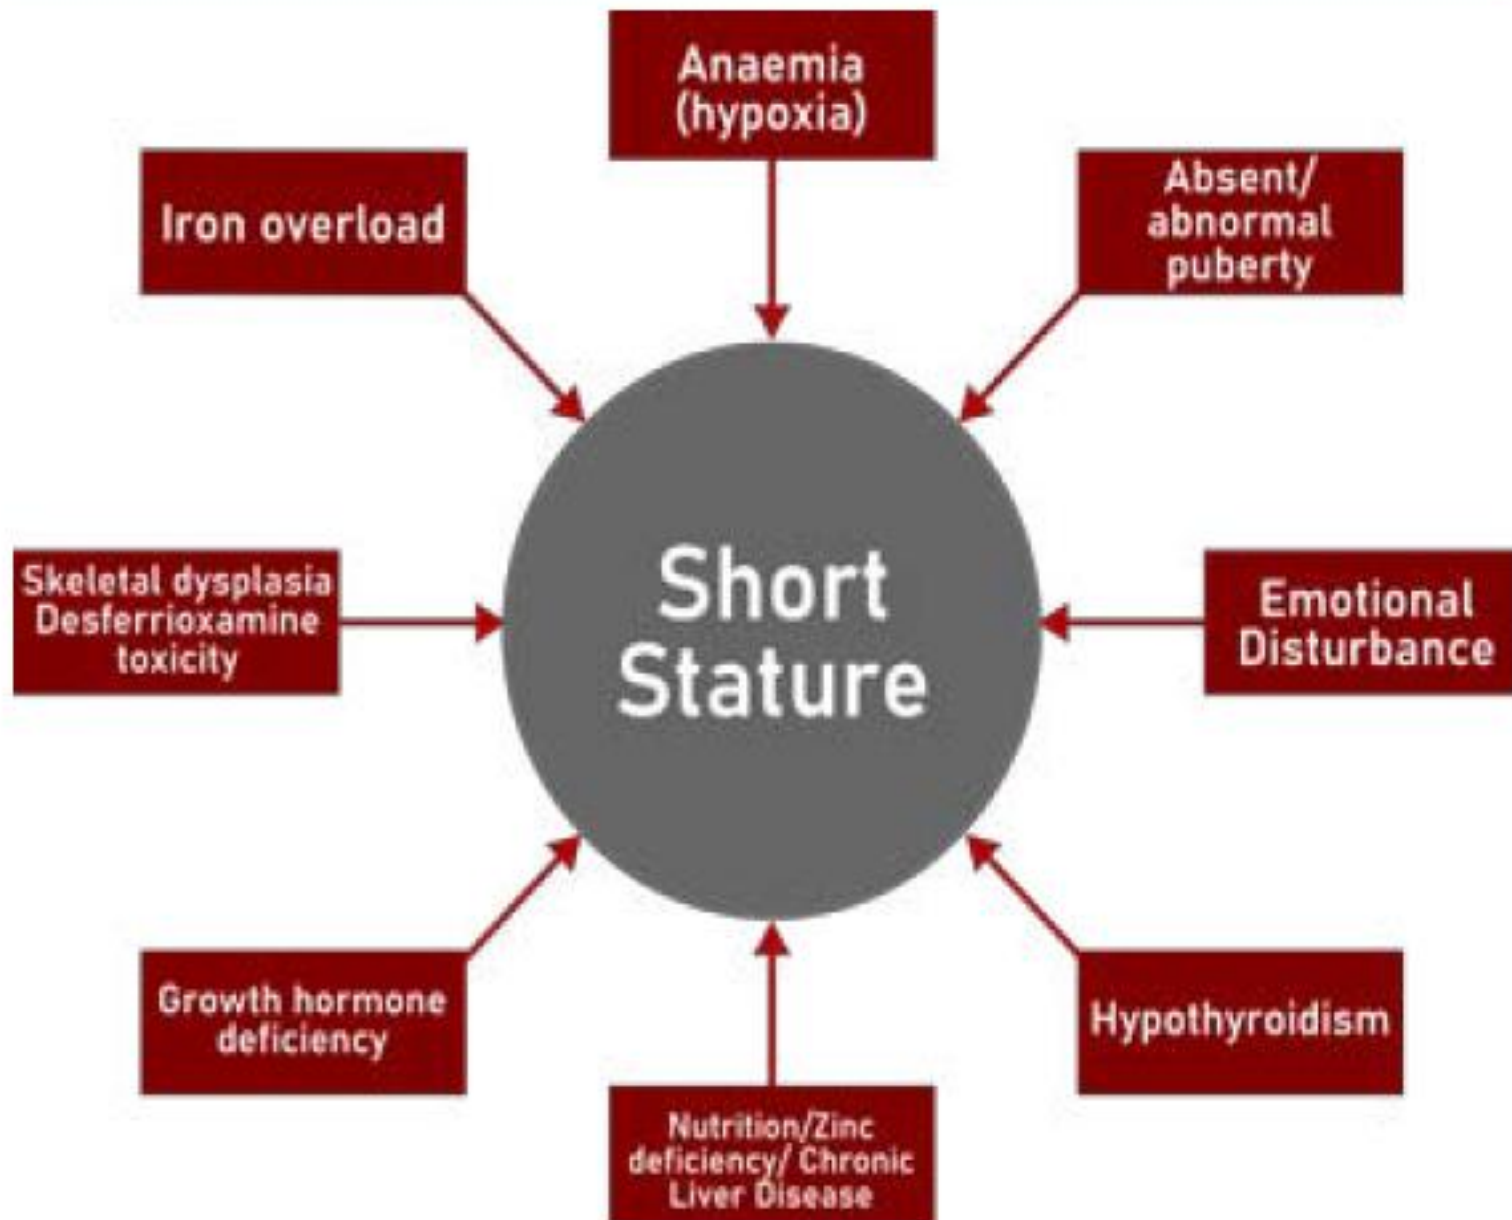 Anaemia
(hypoxia)
Absent/
abnormal
puberty
Iron overload
Short
Stature
Skeletal dysplasia
Desferrioxamine
toxicity
Emotional
Disturbance
Growth hormone
deficiency
Hypothyroidism
Nutrition/Zinc
deficiency/ Chronic
Liver Disease